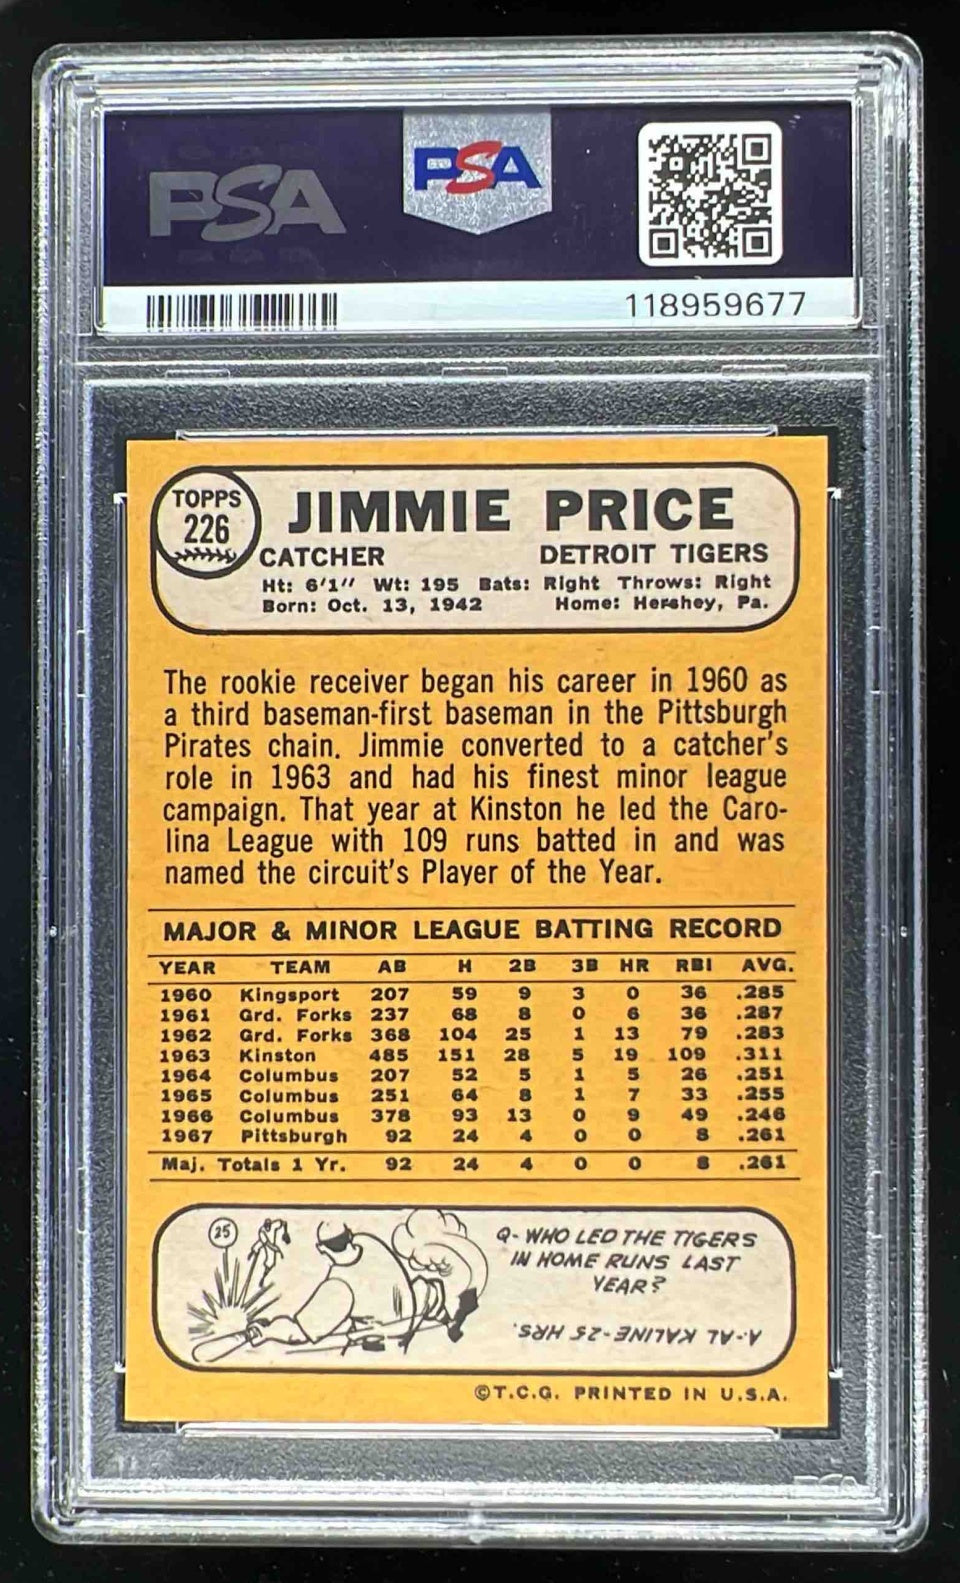 PSA
PSA
118959677
TOPPS
226
JIMMIE PRICE
CATCHER DETROIT TIGERS
Ht: 6'1" Wt: 195 Bats: Right Throws: Right
Born: Oct. 13, 1942 Home: Hershey, Pa.
The rookie receiver began his career in 1960 as
a third baseman-first baseman in the Pittsburgh
Pirates chain. Jimmie converted to a catcher's
role in 1963 and had his finest minor league
campaign. That year at Kinston he led the Caro-
lina League with 109 runs batted in and was
named the circuit's Player of the Year.
MAJOR & MINOR LEAGUE BATTING RECORD
YEAR TEAM AB H 2B 3B HR RBI AVG.
1960 Kingsport 207 59 9 3 0 36 .285
1961 Grd. Forks 237 68 8 0 6 36 .287
1962 Grd. Forks 368 104 25 1 13 79 .283
1963 Kinston 485 151 28 5 19 109 .311
1964 Columbus 207 52 5 1 5 26 .251
1965 Columbus 251 64 8 1 7 33 .255
1966 Columbus 378 93 13 0 9 49 .246
1967 Pittsburgh 92 24 4 0 0 8 .261
Maj. Totals 1 Yr. 92 24 4 0 0 8 .261
25
Q- WHO LED THE TIGERS
IN HOME RUNS LAST
YEAR?
A- AL KALINE-25 HRS.
©T.C.G. PRINTED IN U.S.A.
PSA